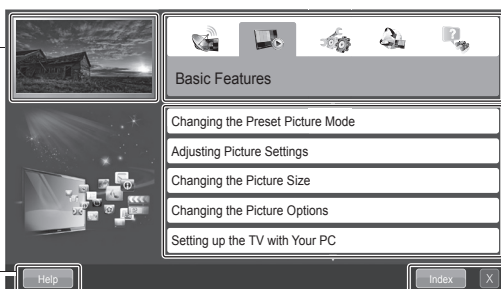 Basic Features
Changing the Preset Picture Mode
Adjusting Picture Settings
Changing the Picture Size
Changing the Picture Options
Setting up the TV with Your PC
Help
Index X